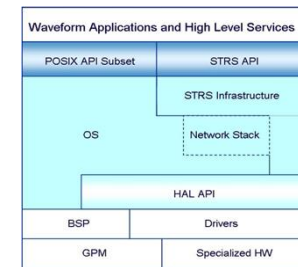 Waveform Applications and High Level Services
POSIX API Subset
STRS API
STRS Infrastructure
OS
Network Stack
HAL API
BSP
Drivers
GPM
Specialized HW